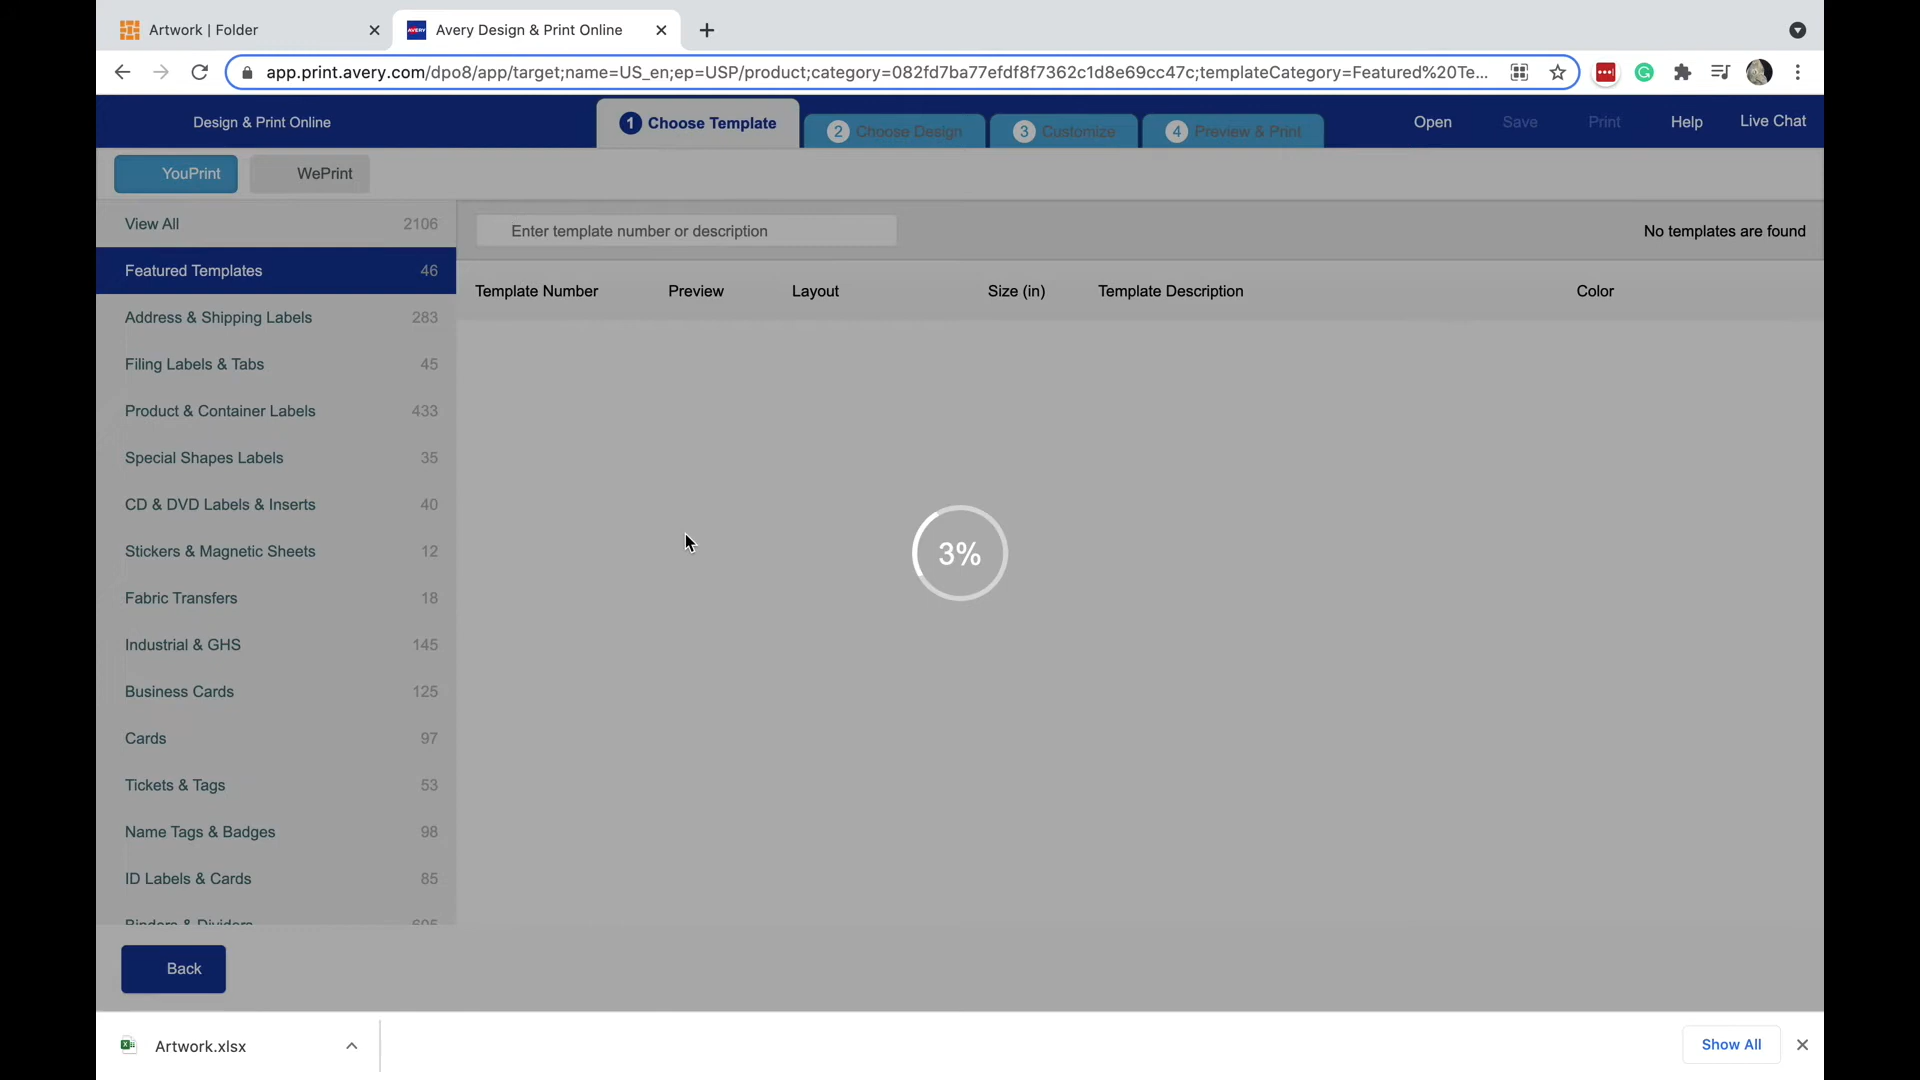 Artwork | Folder
AVERY
Avery Design & Print Online
app.print.avery.com/dpo8/app/target;name=US_en;ep=USP/product;category=082fd7ba77efdf8f7362c1d8e69cc47c;templateCategory=Featured%20Te...
Design & Print Online
1 Choose Template
2 Choose Design
3 Customize
4 Preview & Print
Open
Save
Print
Help
Live Chat
YouPrint
WePrint
View All 2106
Enter template number or description
No templates are found
Featured Templates 46
Template Number
Preview
Layout
Size (in)
Template Description
Color
Address & Shipping Labels 283
Filing Labels & Tabs 45
Product & Container Labels 433
Special Shapes Labels 35
CD & DVD Labels & Inserts 40
Stickers & Magnetic Sheets 12
3%
Fabric Transfers 18
Industrial & GHS 145
Business Cards 125
Cards 97
Tickets & Tags 53
Name Tags & Badges 98
ID Labels & Cards 85
Binders & Dividers 605
Back
Artwork.xlsx
Show All